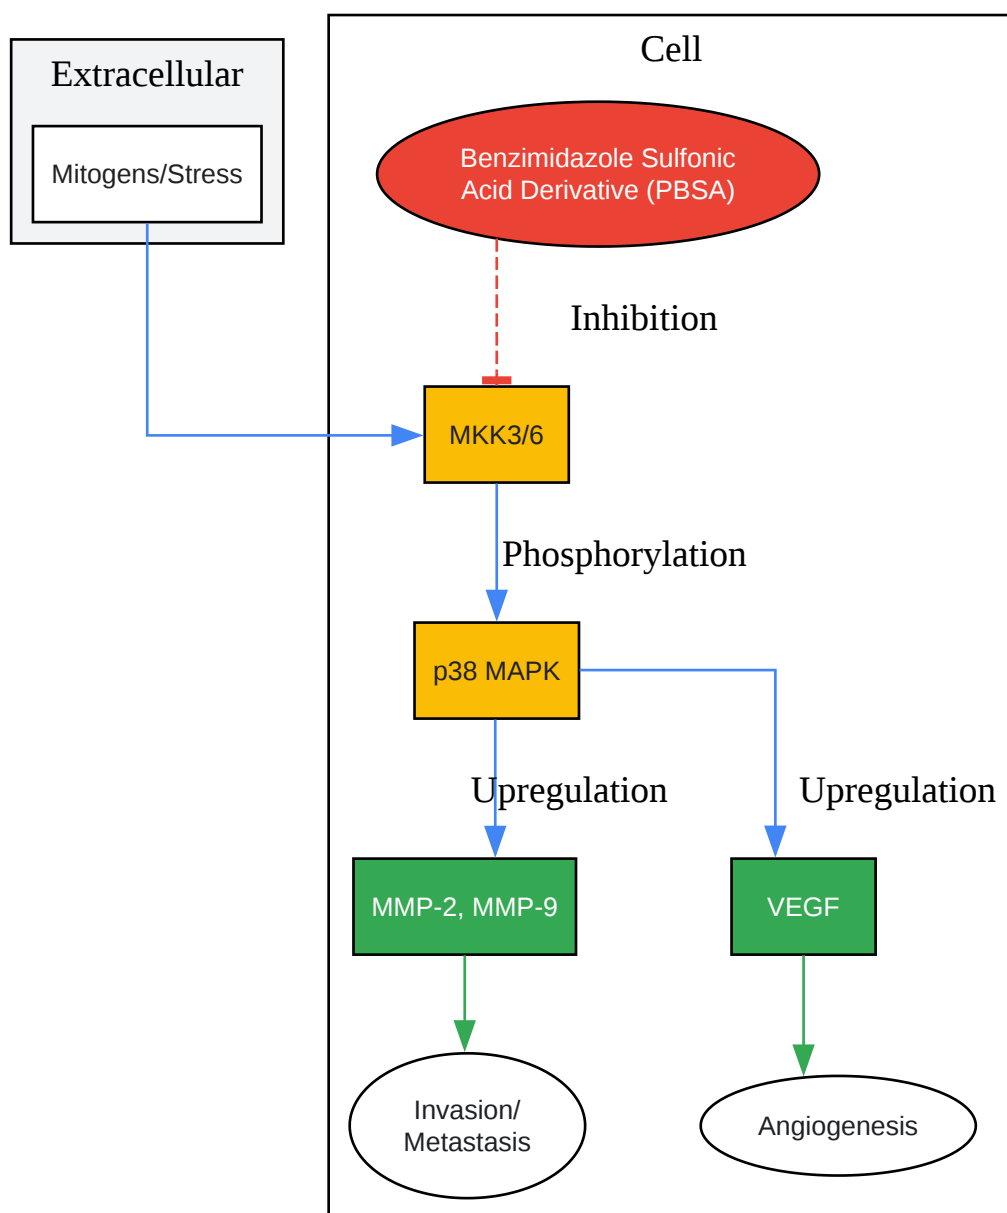 Cell
Extracellular
Mitogens/Stress
Benzimidazole Sulfonic
Acid Derivative (PBSA)
Inhibition
MKK3/6
Phosphorylation
p38 MAPK
Upregulation
Upregulation
MMP-2, MMP-9
VEGF
Invasion/
Metastasis
Angiogenesis